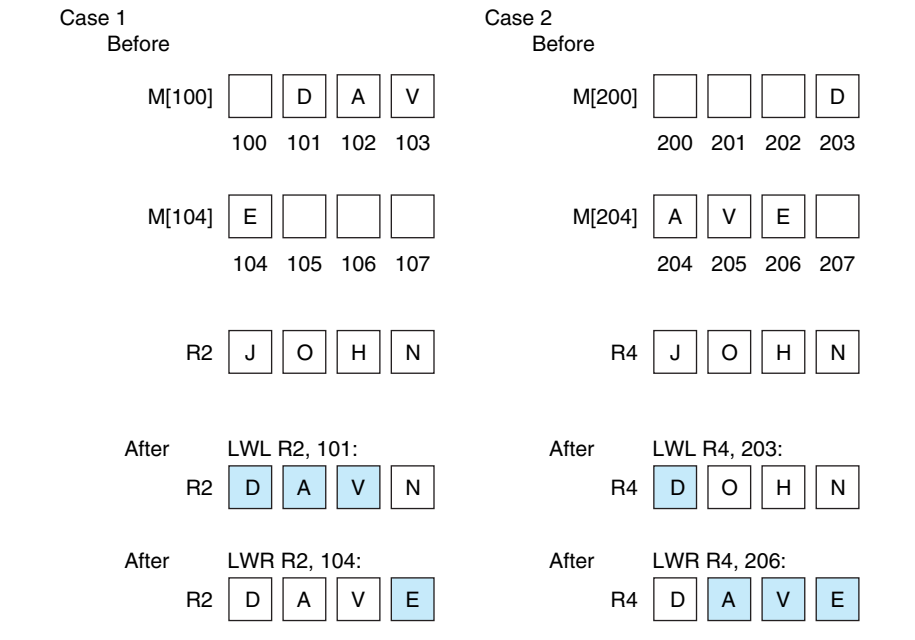 Case 1
Before
M[100] D A V
100 101 102 103
M[104] E
104 105 106 107
R2 J O H N
After LWL R2, 101:
R2 D A V N
After LWR R2, 104:
R2 D A V E
Case 2
Before
M[200] D
200 201 202 203
M[204] A V E
204 205 206 207
R4 J O H N
After LWL R4, 203:
R4 D O H N
After LWR R4, 206:
R4 D A V E